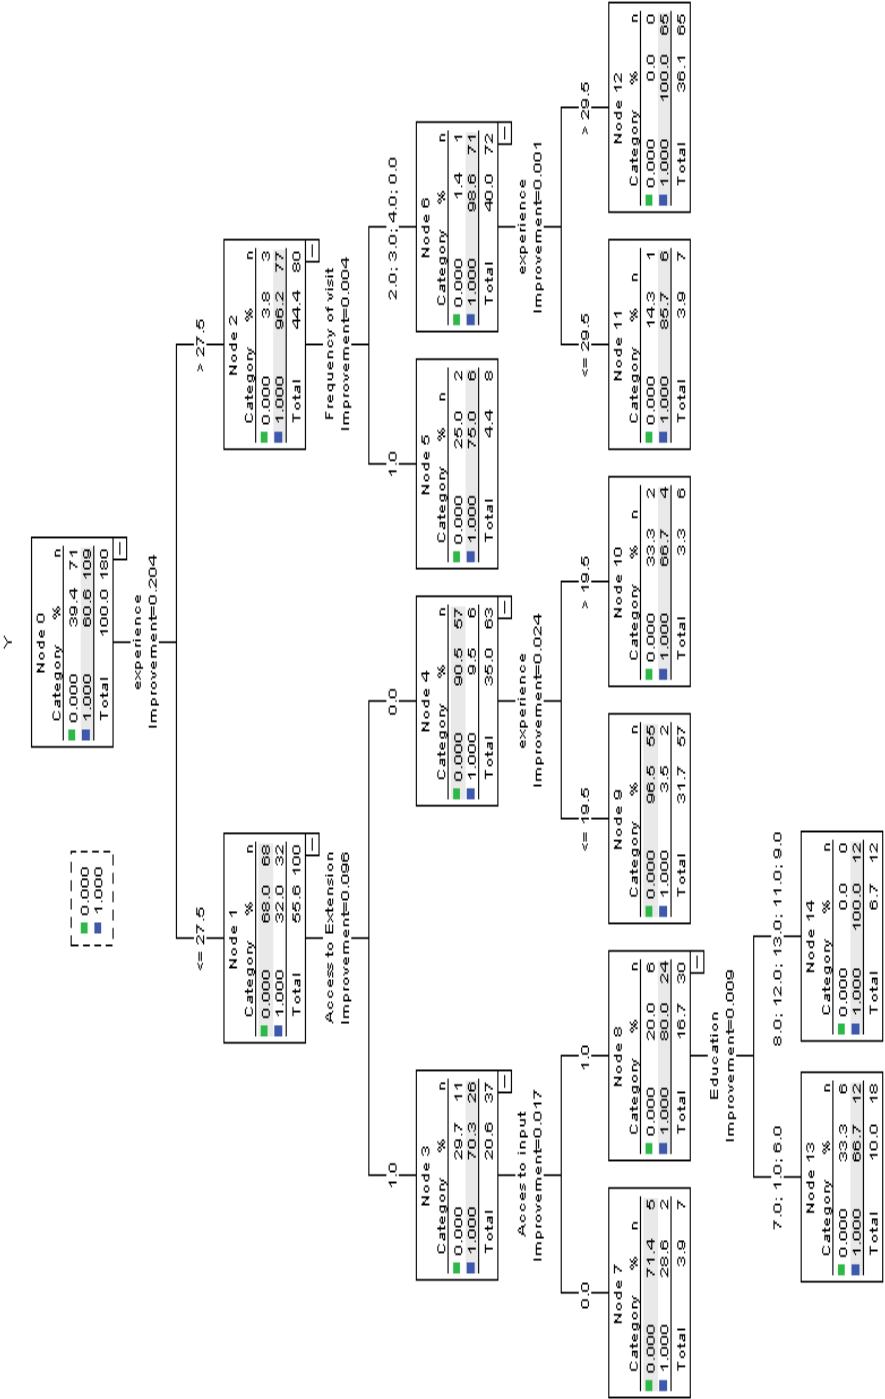 Y
0.000
1.000
Node 0
Category % n
0.000 39.4 71
1.000 60.6 109
Total 100.0 180
experience
Improvement=0.204
<= 27.5
> 27.5
Node 1
Category % n
0.000 68.0 68
1.000 32.0 32
Total 55.6 100
Access to Extension
Improvement=0.096
Node 2
Category % n
0.000 3.8 3
1.000 96.2 77
Total 44.4 80
Frequency of visit
Improvement=0.004
1.0
0.0
1.0
2.0; 3.0; 4.0; 0.0
Node 3
Category % n
0.000 29.7 11
1.000 70.3 26
Total 20.6 37
Acces to input
Improvement=0.017
Node 4
Category % n
0.000 90.5 57
1.000 9.5 6
Total 35.0 63
experience
Improvement=0.024
Node 5
Category % n
0.000 25.0 2
1.000 75.0 6
Total 4.4 8
Node 6
Category % n
0.000 1.4 1
1.000 98.6 71
Total 40.0 72
experience
Improvement=0.001
0.0
1.0
<= 19.5
> 19.5
<= 29.5
> 29.5
Node 7
Category % n
0.000 71.4 5
1.000 28.6 2
Total 3.9 7
Node 8
Category % n
0.000 20.0 6
1.000 80.0 24
Total 16.7 30
Education
Improvement=0.009
Node 9
Category % n
0.000 96.5 55
1.000 3.5 2
Total 31.7 57
Node 10
Category % n
0.000 33.3 2
1.000 66.7 4
Total 3.3 6
Node 11
Category % n
0.000 14.3 1
1.000 85.7 6
Total 3.9 7
Node 12
Category % n
0.000 0.0 0
1.000 100.0 65
Total 36.1 65
7.0; 1.0; 6.0
8.0; 12.0; 13.0; 11.0; 9.0
Node 13
Category % n
0.000 33.3 6
1.000 66.7 12
Total 10.0 18
Node 14
Category % n
0.000 0.0 0
1.000 100.0 12
Total 6.7 12